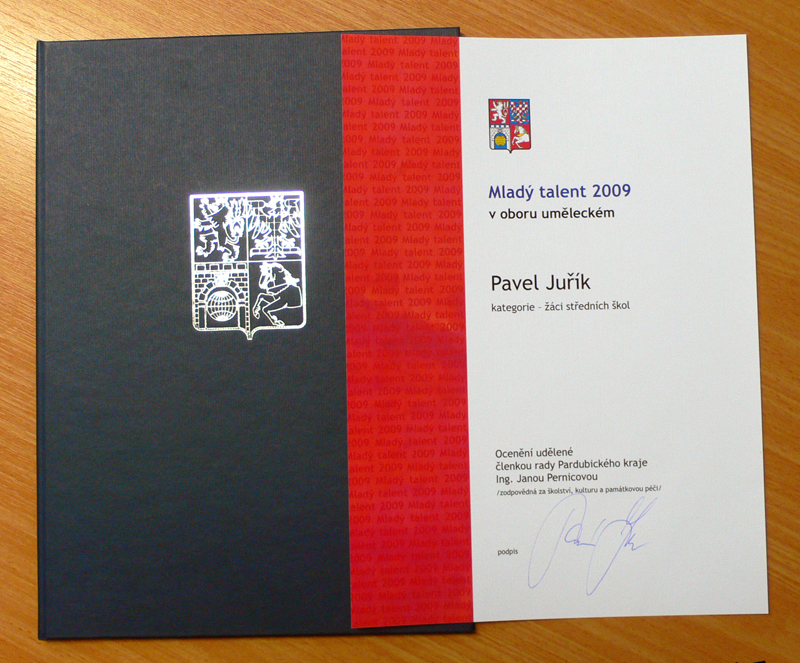 Mladý talent 2009
v oboru uměleckém
Pavel Juřík
kategorie - žáci středních škol
Ocenění udělené
členkou rady Pardubického kraje
Ing. Janou Pernicovou
/zodpovědná za školství, kulturu a památkovou péči/
podpis